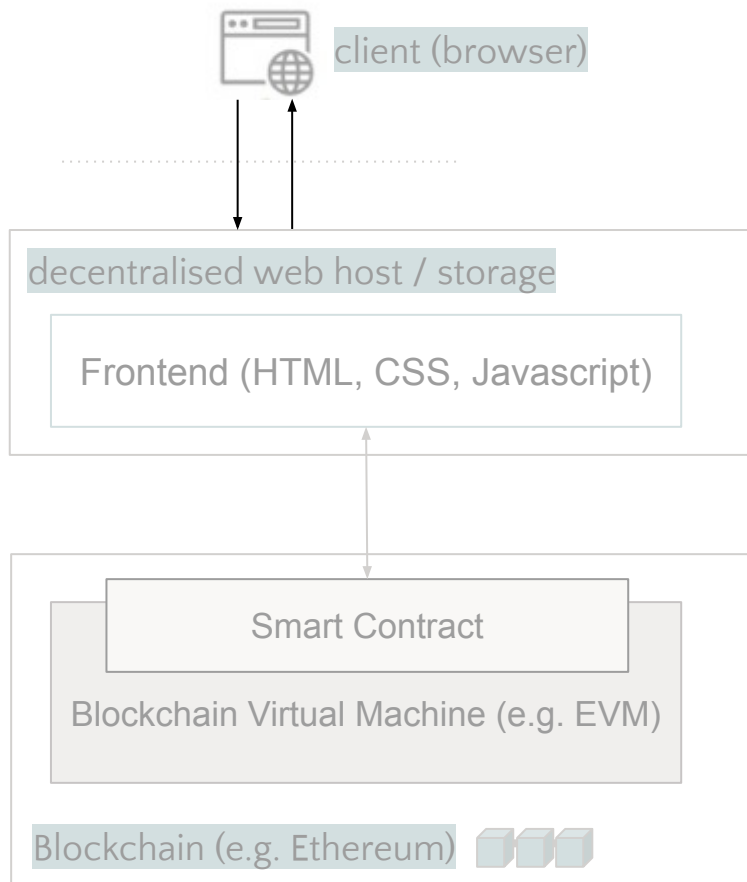 client (browser)
decentralised web host / storage
Frontend (HTML, CSS, Javascript)
Smart Contract
Blockchain Virtual Machine (e.g. EVM)
Blockchain (e.g. Ethereum)